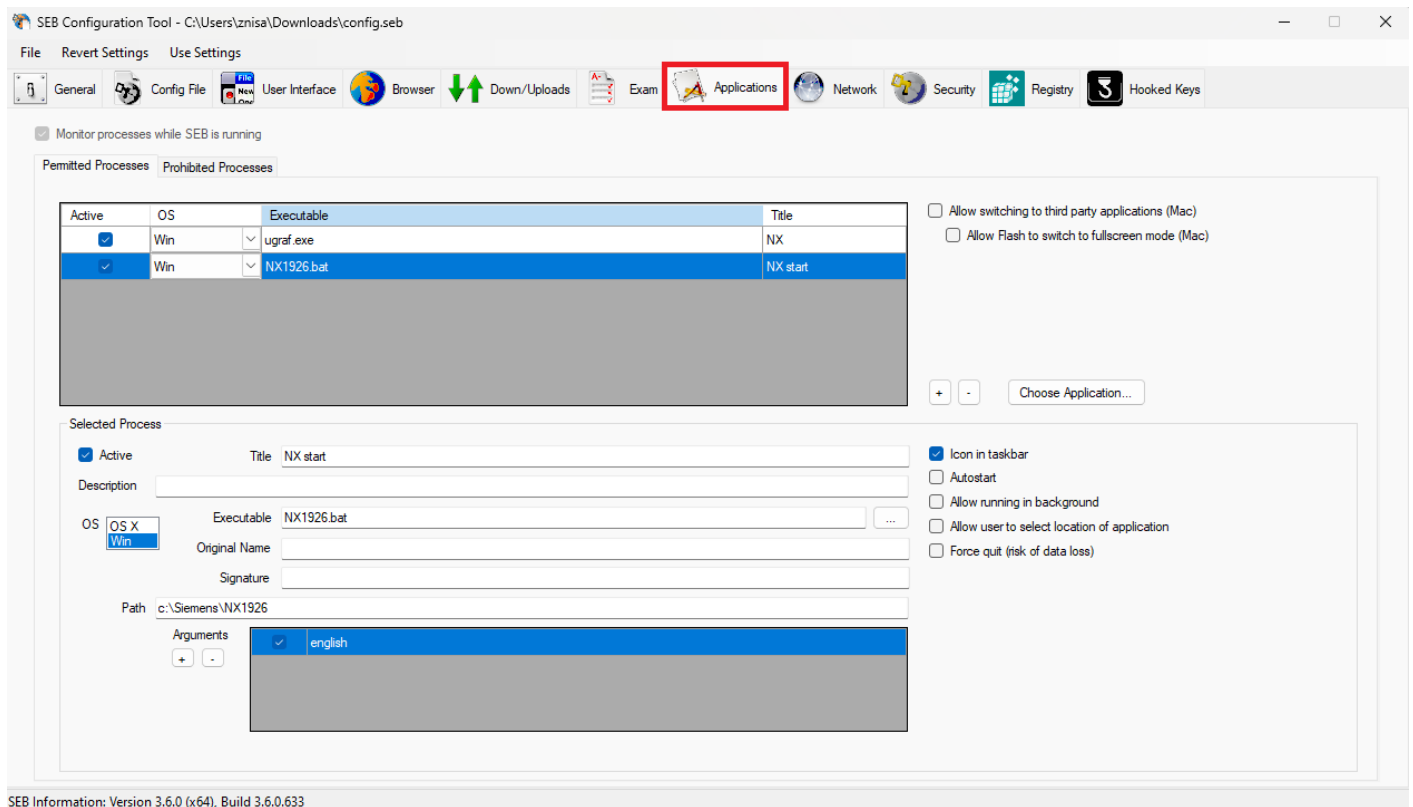 SEB Configuration Tool - C:\Users\znisa\Downloads\config.seb
File Revert Settings Use Settings
General Config File File New User Interface Browser Down/Uploads A- Exam Applications Network Security Registry Hooked Keys
Monitor processes while SEB is running
Permitted Processes Prohibited Processes
Active OS Executable Title
Win ugraf.exe NX
Win NX1926.bat NX start
Allow switching to third party applications (Mac)
Allow Flash to switch to fullscreen mode (Mac)
+ - Choose Application...
Selected Process
Active Title NX start
Description
OS OS X Win
Executable NX1926.bat ...
Original Name
Signature
Path c:\Siemens\NX1926
Arguments
+ -
english
Icon in taskbar
Autostart
Allow running in background
Allow user to select location of application
Force quit (risk of data loss)
SEB Information: Version 3.6.0 (x64), Build 3.6.0.633